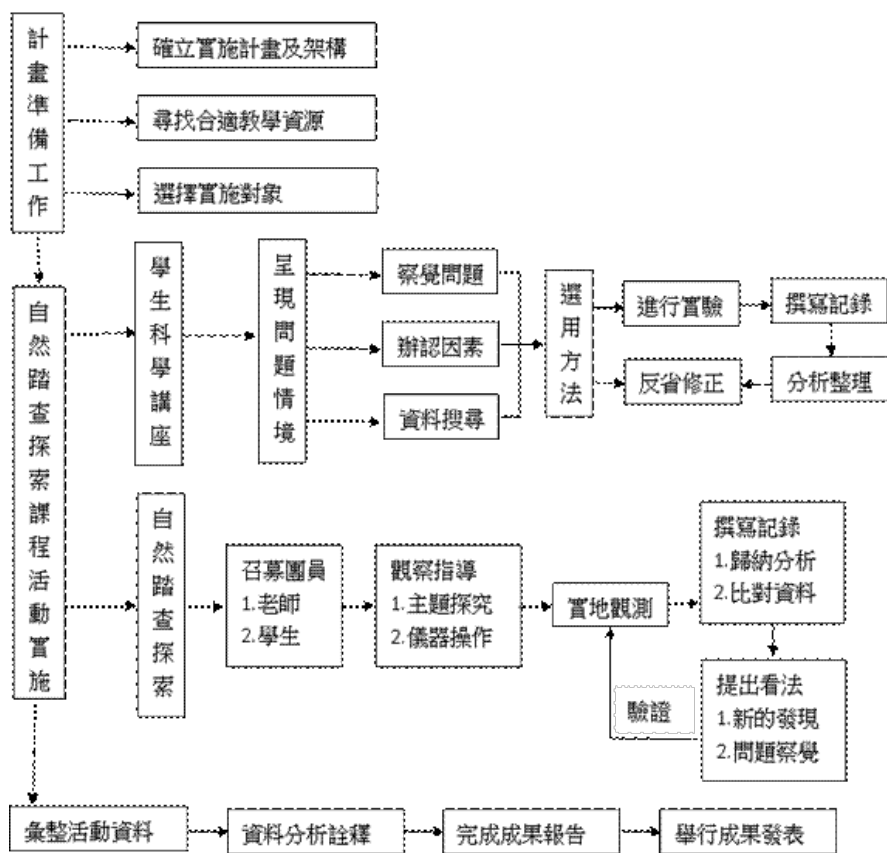 計畫準備工作
確立實施計畫及架構
尋找合適教學資源
選擇實施對象
自然踏查探索課程活動實施
學生科學講座
呈現問題情境
察覺問題
辦認因素
資料搜尋
選用方法
進行實驗
撰寫記錄
分析整理
反省修正
自然踏查探索
召募團員
1.老師
2.學生
觀察指導
1.主題探究
2.儀器操作
實地觀測
撰寫記錄
1.歸納分析
2.比對資料
提出看法
1.新的發現
2.問題察覺
驗證
彙整活動資料
資料分析詮釋
完成成果報告
舉行成果發表